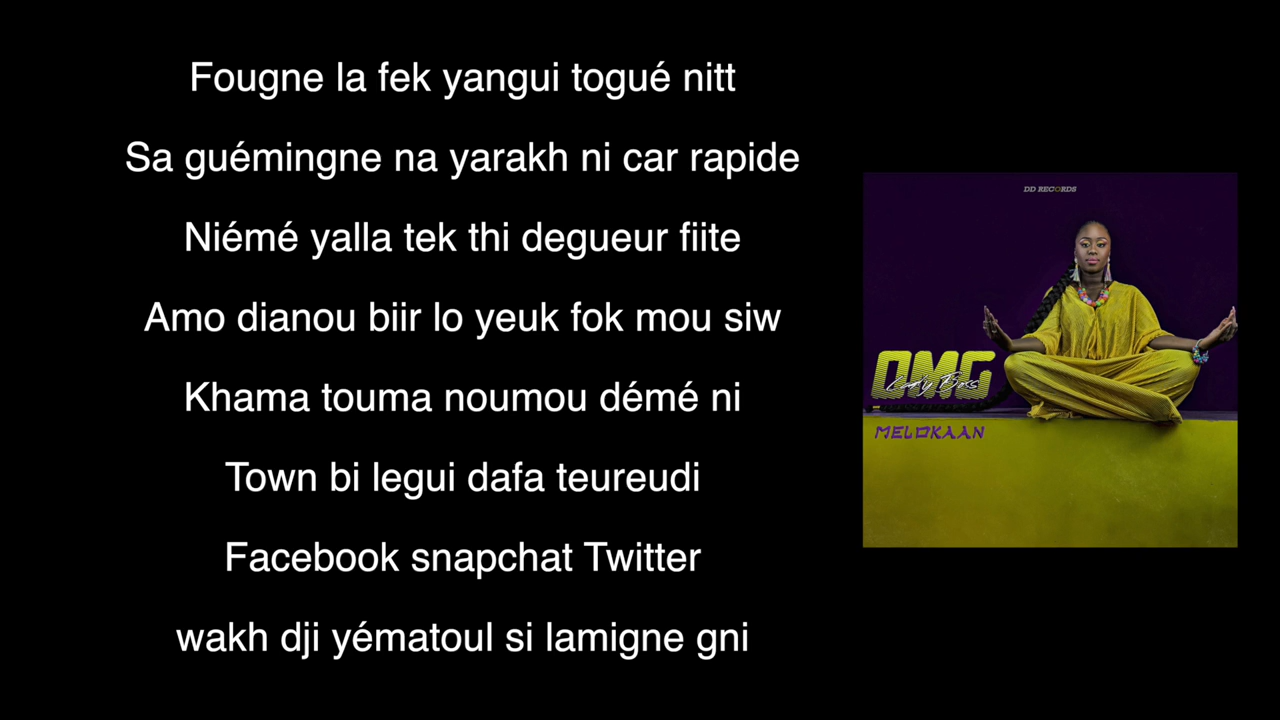 Fougne la fek yangui togué nitt
Sa guémingne na yarakh ni car rapide
Niémé yalla tek thi degueur fiite
Amo dianou biir lo yeuk fok mou siw
Khama touma noumou démé ni
Town bi legui dafa teureudi
Facebook snapchat Twitter
wakh dji yématoul si lamigne gni
DD RECORDS
OMG
Lady Boss
MELOKAAN